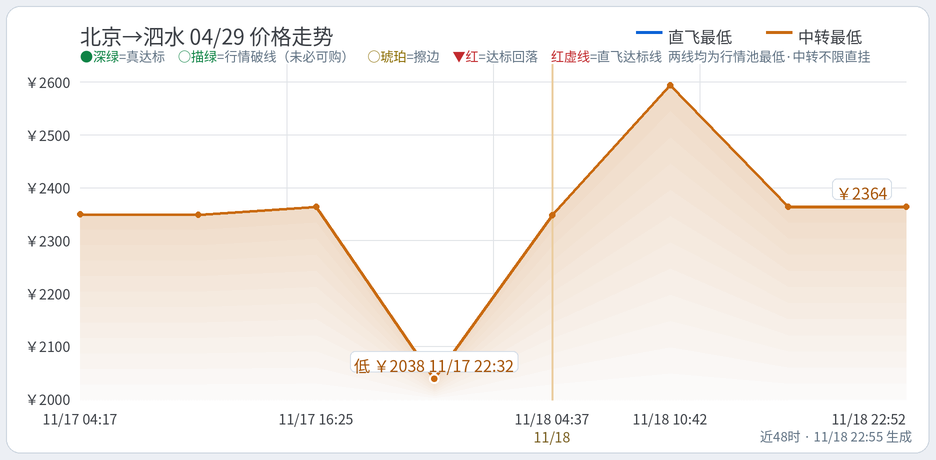 北京→泗水 04/29 价格走势
直飞最低 中转最低
●深绿=真达标 ○描绿=行情破线（未必可购） ○琥珀=擦边 ▼红=达标回落 红虚线=直飞达标线 两线均为行情池最低·中转不限直挂
￥2600
￥2500
￥2400
￥2300
￥2200
￥2100
￥2000
￥2364
低 ￥2038 11/17 22:32
11/17 04:17 11/17 16:25 11/18 04:37 11/18 10:42 11/18 22:52
11/18
近48时 · 11/18 22:55 生成